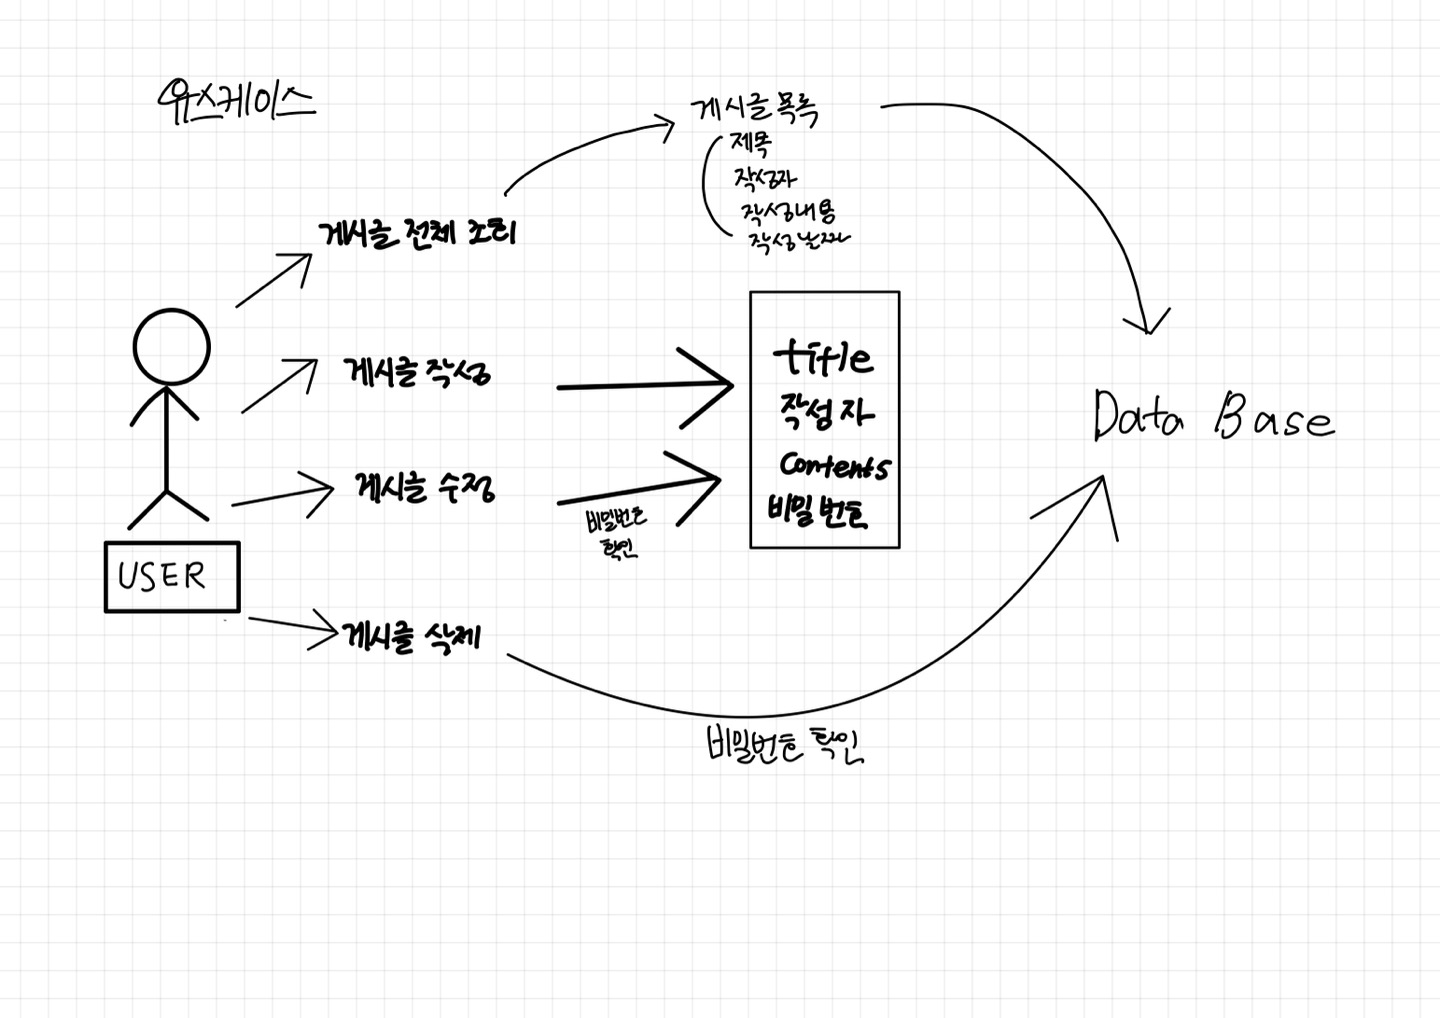 유스케이스
게시글 목록
제목
작성자
작성내용
작성날짜
게시글 전체 조회
게시글 작성
게시글 수정
비밀번호
확인
title
작성자
Contents
비밀번호
Data Base
USER
게시글 삭제
비밀번호 확인